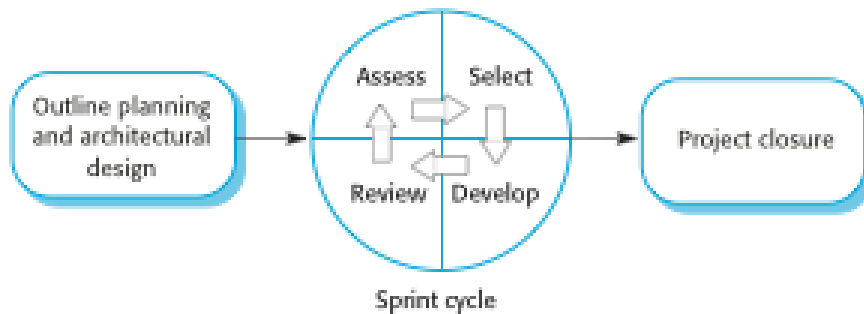 Outline planning
and architectural
design
Assess
Select
Review
Develop
Sprint cycle
Project closure